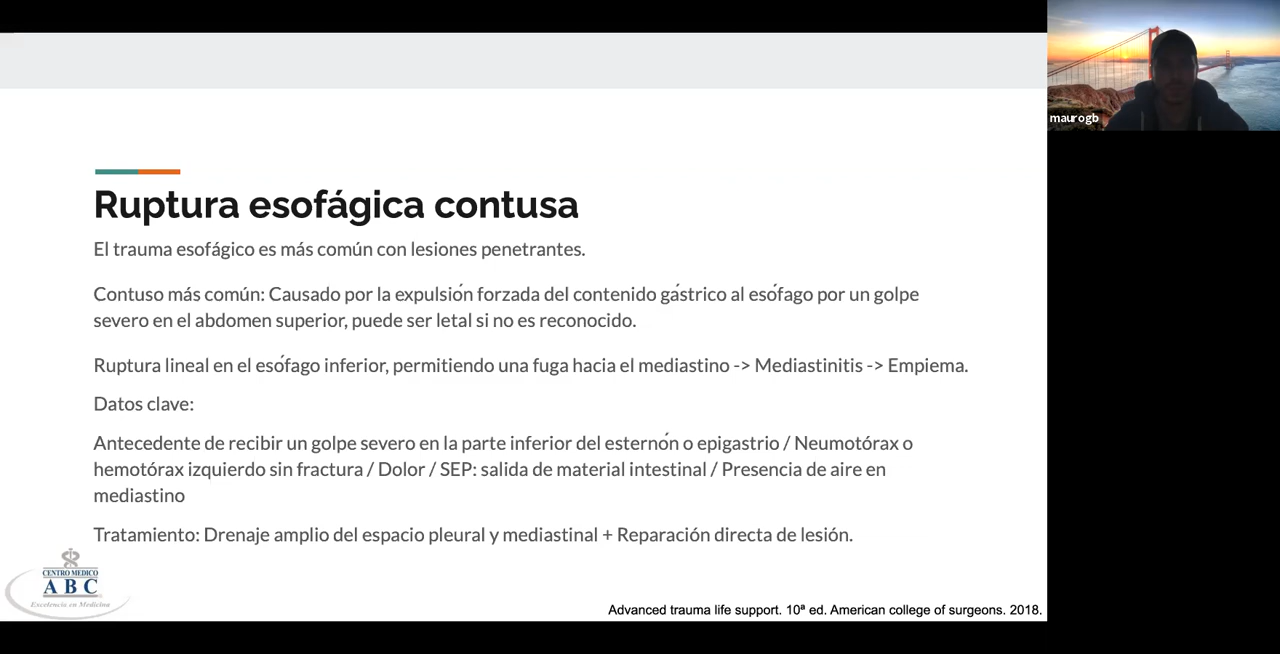 maurogb
Ruptura esofágica contusa
El trauma esofágico es más común con lesiones penetrantes.
Contuso más común: Causado por la expulsión forzada del contenido gástrico al esófago por un golpe
severo en el abdomen superior, puede ser letal si no es reconocido.
Ruptura lineal en el esófago inferior, permitiendo una fuga hacia el mediastino -> Mediastinitis -> Empiema.
Datos clave:
Antecedente de recibir un golpe severo en la parte inferior del esternón o epigastrio / Neumotórax o
hemotórax izquierdo sin fractura / Dolor / SEP: salida de material intestinal / Presencia de aire en
mediastino
Tratamiento: Drenaje amplio del espacio pleural y mediastinal + Reparación directa de lesión.
CENTRO MEDICO
ABC
Excelencia en Medicina
Advanced trauma life support. 10ª ed. American college of surgeons. 2018.